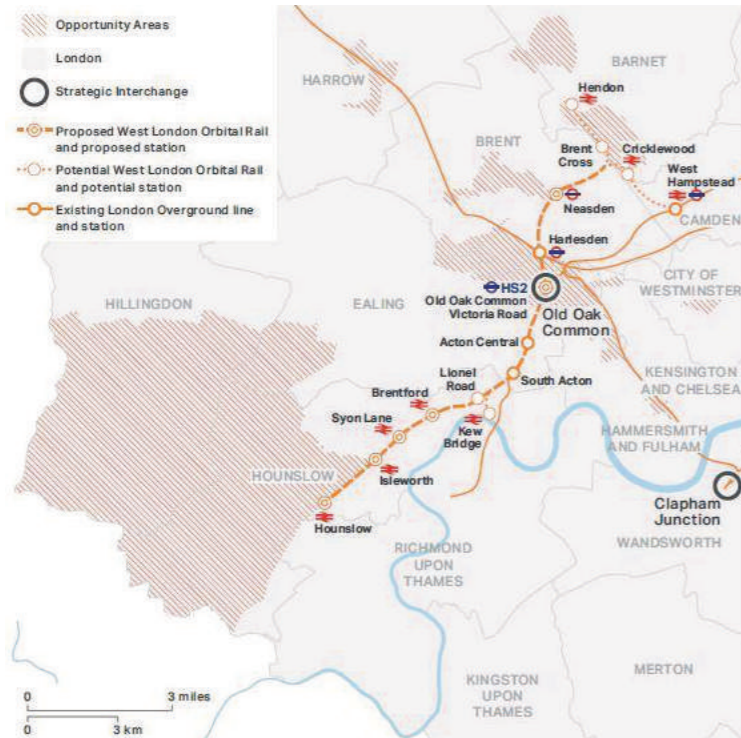 Opportunity Areas
London
Strategic Interchange
Proposed West London Orbital Rail
and proposed station
Potential West London Orbital Rail
and potential station
Existing London Overground line
and station
HARROW
BARNET
Hendon
BRENT
Brent
Cross
Cricklewood
West
Hampstead
Neasden
CAMDEN
Harlesden
CITY OF
WESTMINSTER
HILLINGDON
EALING
HS2
Old Oak Common
Victoria Road
Old Oak
Common
Acton Central
Lionel
Road
South Acton
KENSINGTON
AND CHELSEA
Brentford
Syon Lane
Kew
Bridge
HAMMERSMITH
AND FULHAM
HOUNSLOW
Isleworth
Hounslow
Clapham
Junction
WANDSWORTH
RICHMOND
UPON
THAMES
MERTON
KINGSTON
UPON
THAMES
0
3 miles
0
3 km